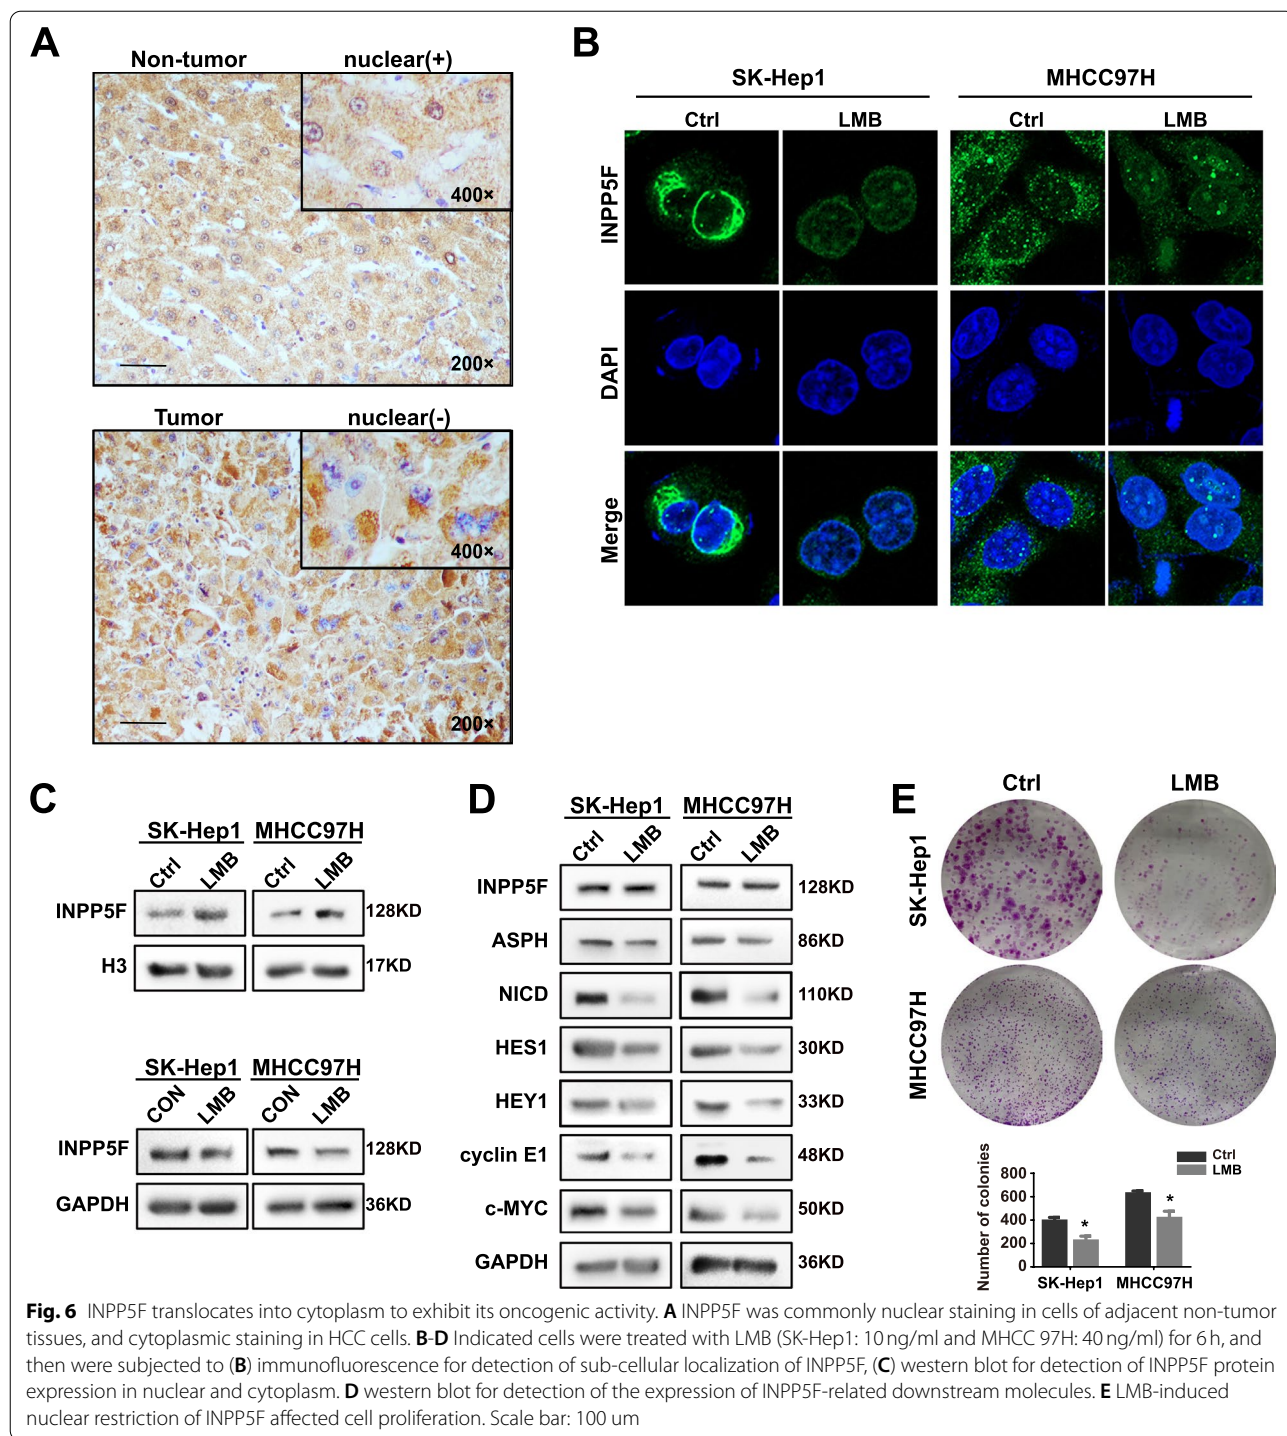 A
Non-tumor nuclear(+)
400×
200×
Tumor nuclear(-)
400×
200×
B
SK-Hep1 MHCC97H
Ctrl LMB Ctrl LMB
INPP5F
DAPI
Merge
C
SK-Hep1 MHCC97H
Ctrl LMB Ctrl LMB
INPP5F 128KD
H3 17KD
SK-Hep1 MHCC97H
CON LMB CON LMB
INPP5F 128KD
GAPDH 36KD
D
SK-Hep1 MHCC97H
Ctrl LMB Ctrl LMB
INPP5F 128KD
ASPH 86KD
NICD 110KD
HES1 30KD
HEY1 33KD
cyclin E1 48KD
c-MYC 50KD
GAPDH 36KD
E
Ctrl LMB
SK-Hep1
MHCC97H
Ctrl
LMB
Number of colonies
800
600
400
200
0
* *
SK-Hep1 MHCC97H
Fig. 6 INPP5F translocates into cytoplasm to exhibit its oncogenic activity. A INPP5F was commonly nuclear staining in cells of adjacent non-tumor
tissues, and cytoplasmic staining in HCC cells. B-D Indicated cells were treated with LMB (SK-Hep1: 10 ng/ml and MHCC 97H: 40 ng/ml) for 6 h, and
then were subjected to (B) immunofluorescence for detection of sub-cellular localization of INPP5F, (C) western blot for detection of INPP5F protein
expression in nuclear and cytoplasm. D western blot for detection of the expression of INPP5F-related downstream molecules. E LMB-induced
nuclear restriction of INPP5F affected cell proliferation. Scale bar: 100 um